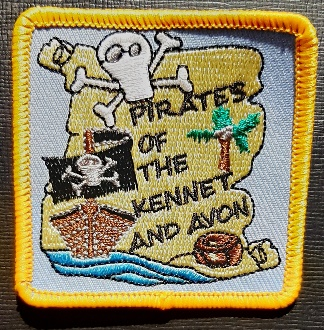 PIRATES
OF
THE
KENNET
AND AVON